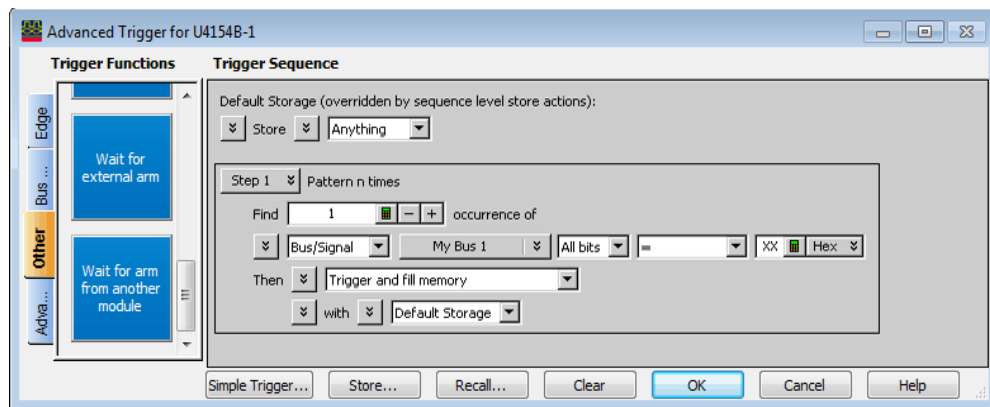 Advanced Trigger for U4154B-1
Trigger Functions
Trigger Sequence
Edge
Bus ...
Other
Adva...
Wait for
external arm
Wait for arm
from another
module
Default Storage (overridden by sequence level store actions):
Store Anything
Step 1 Pattern n times
Find 1 - + occurrence of
Bus/Signal My Bus 1 All bits = XX Hex
Then Trigger and fill memory
with Default Storage
Simple Trigger... Store... Recall... Clear OK Cancel Help